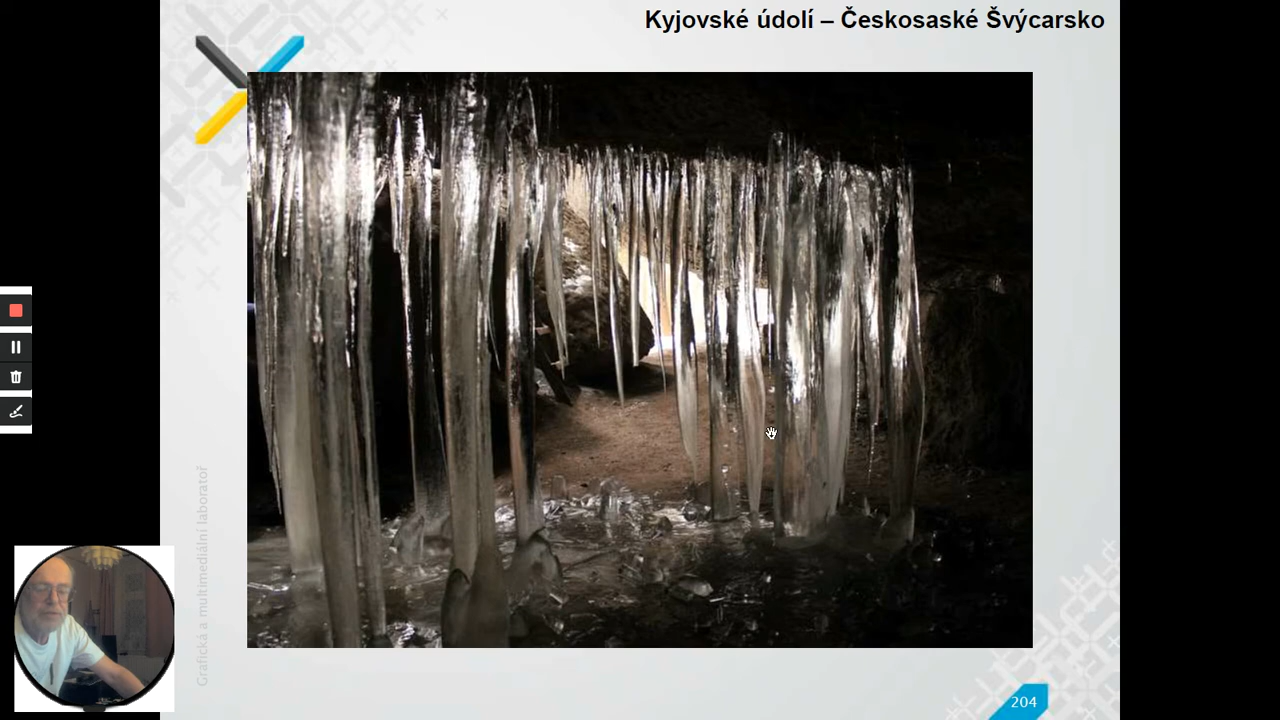 Kyjovské údolí – Českosaské Švýcarsko
Grafická a multimediální laboratoř
204